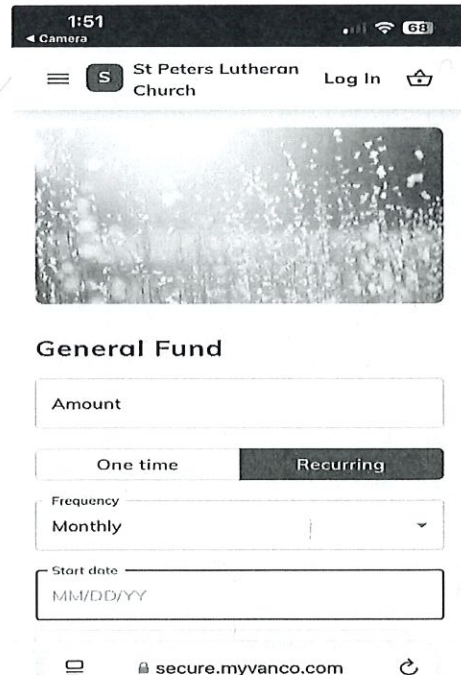 1:51
68
◄ Camera
S
St Peters Lutheran
Church
Log In
General Fund
Amount
One time
Recurring
Frequency
Monthly
Start date
MM/DD/YY
secure.myvanco.com